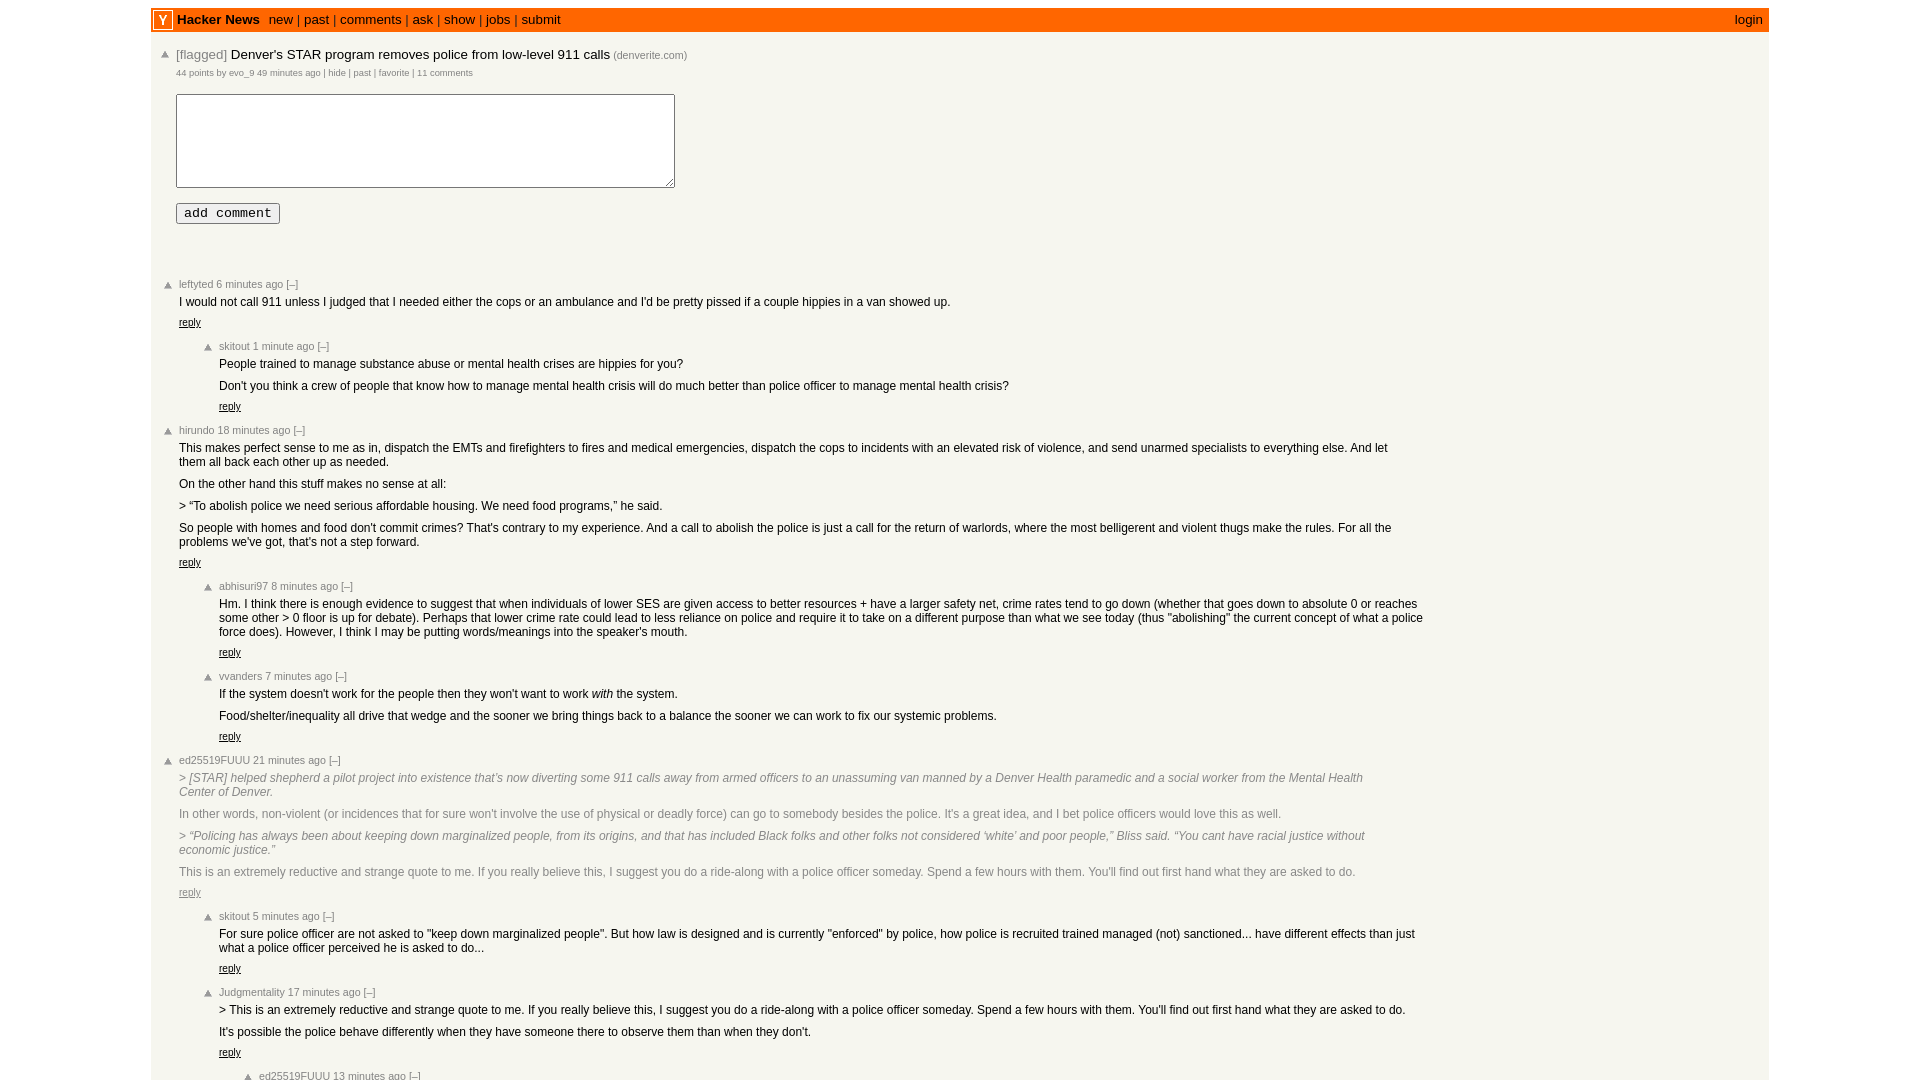 Y Hacker News new | past | comments | ask | show | jobs | submit login
[flagged] Denver's STAR program removes police from low-level 911 calls (denverite.com)
44 points by evo_9 49 minutes ago | hide | past | favorite | 11 comments
add comment
leftyted 6 minutes ago [–]
I would not call 911 unless I judged that I needed either the cops or an ambulance and I'd be pretty pissed if a couple hippies in a van showed up.
reply
skitout 1 minute ago [–]
People trained to manage substance abuse or mental health crises are hippies for you?
Don't you think a crew of people that know how to manage mental health crisis will do much better than police officer to manage mental health crisis?
reply
hirundo 18 minutes ago [–]
This makes perfect sense to me as in, dispatch the EMTs and firefighters to fires and medical emergencies, dispatch the cops to incidents with an elevated risk of violence, and send unarmed specialists to everything else. And let
them all back each other up as needed.
On the other hand this stuff makes no sense at all:
> “To abolish police we need serious affordable housing. We need food programs,” he said.
So people with homes and food don't commit crimes? That's contrary to my experience. And a call to abolish the police is just a call for the return of warlords, where the most belligerent and violent thugs make the rules. For all the
problems we've got, that's not a step forward.
reply
abhisuri97 8 minutes ago [–]
Hm. I think there is enough evidence to suggest that when individuals of lower SES are given access to better resources + have a larger safety net, crime rates tend to go down (whether that goes down to absolute 0 or reaches
some other > 0 floor is up for debate). Perhaps that lower crime rate could lead to less reliance on police and require it to take on a different purpose than what we see today (thus "abolishing" the current concept of what a police
force does). However, I think I may be putting words/meanings into the speaker's mouth.
reply
vvanders 7 minutes ago [–]
If the system doesn't work for the people then they won't want to work with the system.
Food/shelter/inequality all drive that wedge and the sooner we bring things back to a balance the sooner we can work to fix our systemic problems.
reply
ed25519FUUU 21 minutes ago [–]
> [STAR] helped shepherd a pilot project into existence that’s now diverting some 911 calls away from armed officers to an unassuming van manned by a Denver Health paramedic and a social worker from the Mental Health
Center of Denver.
In other words, non-violent (or incidences that for sure won't involve the use of physical or deadly force) can go to somebody besides the police. It's a great idea, and I bet police officers would love this as well.
> “Policing has always been about keeping down marginalized people, from its origins, and that has included Black folks and other folks not considered ‘white’ and poor people,” Bliss said. “You cant have racial justice without
economic justice.”
This is an extremely reductive and strange quote to me. If you really believe this, I suggest you do a ride-along with a police officer someday. Spend a few hours with them. You'll find out first hand what they are asked to do.
reply
skitout 5 minutes ago [–]
For sure police officer are not asked to "keep down marginalized people". But how law is designed and is currently "enforced" by police, how police is recruited trained managed (not) sanctioned... have different effects than just
what a police officer perceived he is asked to do...
reply
Judgmentality 17 minutes ago [–]
> This is an extremely reductive and strange quote to me. If you really believe this, I suggest you do a ride-along with a police officer someday. Spend a few hours with them. You'll find out first hand what they are asked to do.
It's possible the police behave differently when they have someone there to observe them than when they don't.
reply
ed25519FUUU 13 minutes ago [–]